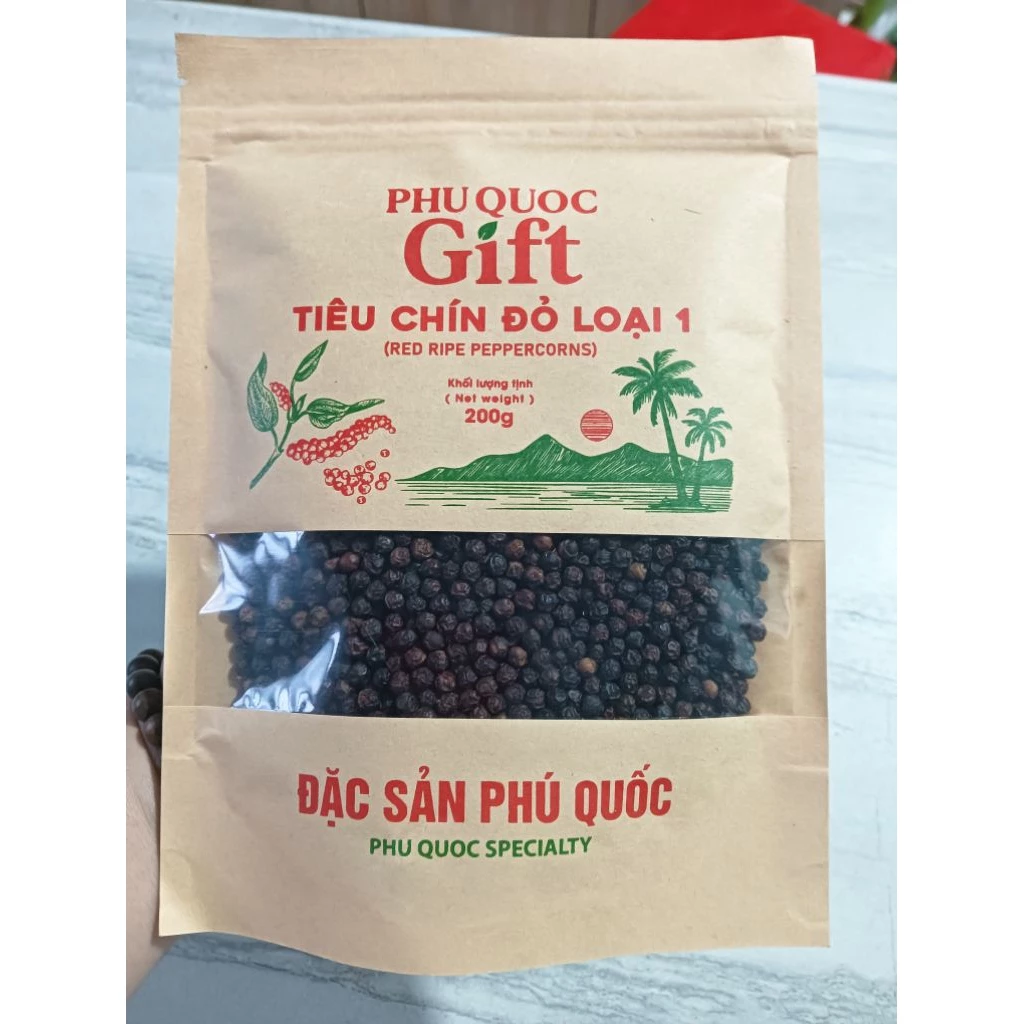 PHU QUOC
Gift
TIÊU CHÍN ĐỎ LOẠI 1
(RED RIPE PEPPERCORNS)
Khối lượng tịnh
( Net weight )
200g
ĐẶC SẢN PHÚ QUỐC
PHU QUOC SPECIALTY